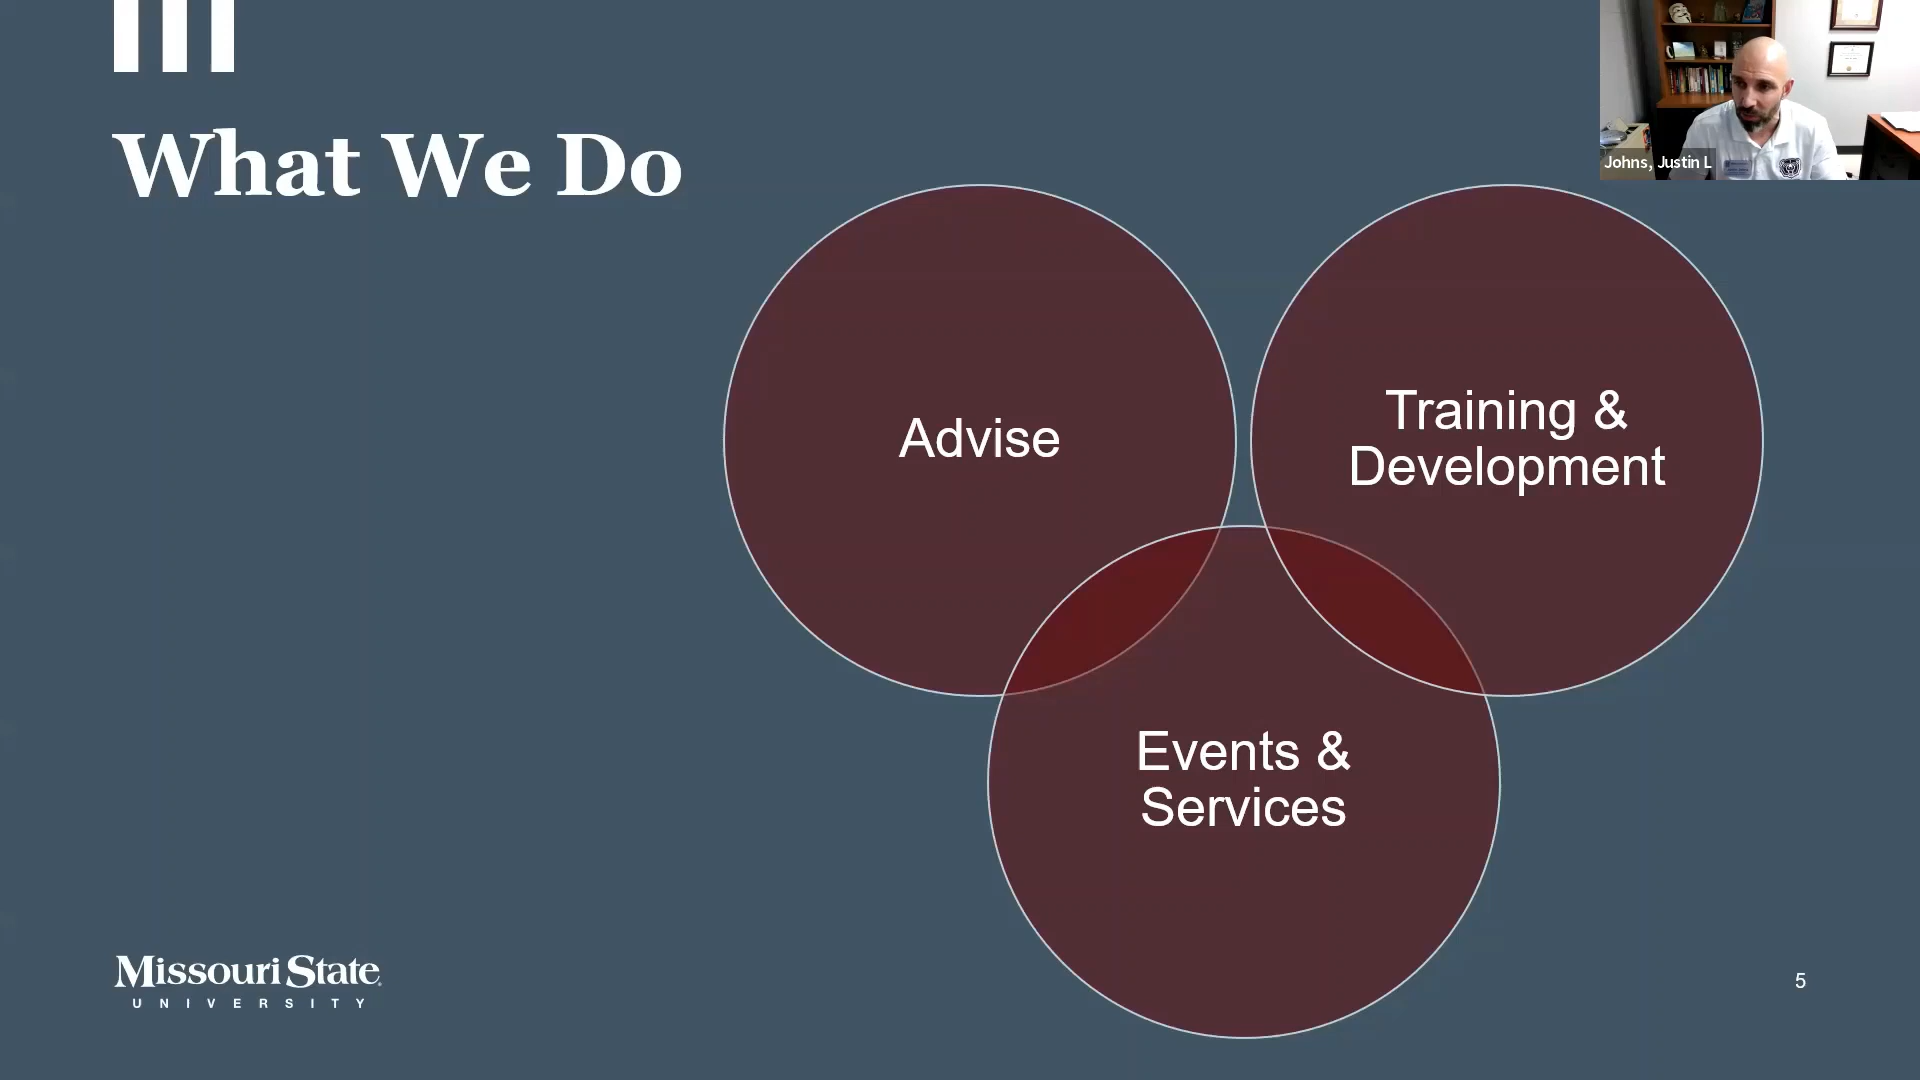 What We Do
Johns, Justin L
Advise
Training &
Development
Events &
Services
Missouri State
UNIVERSITY
5